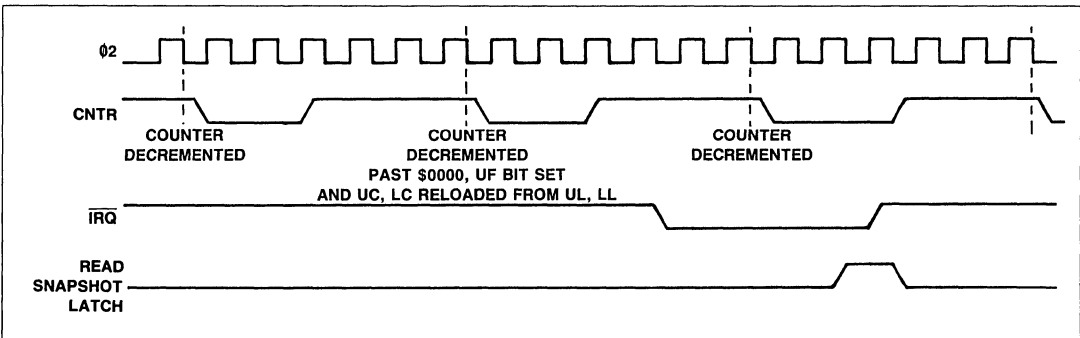 φ2
CNTR
COUNTER
DECREMENTED
COUNTER
DECREMENTED
PAST $0000, UF BIT SET
AND UC, LC RELOADED FROM UL, LL
COUNTER
DECREMENTED
IRQ
READ
SNAPSHOT
LATCH